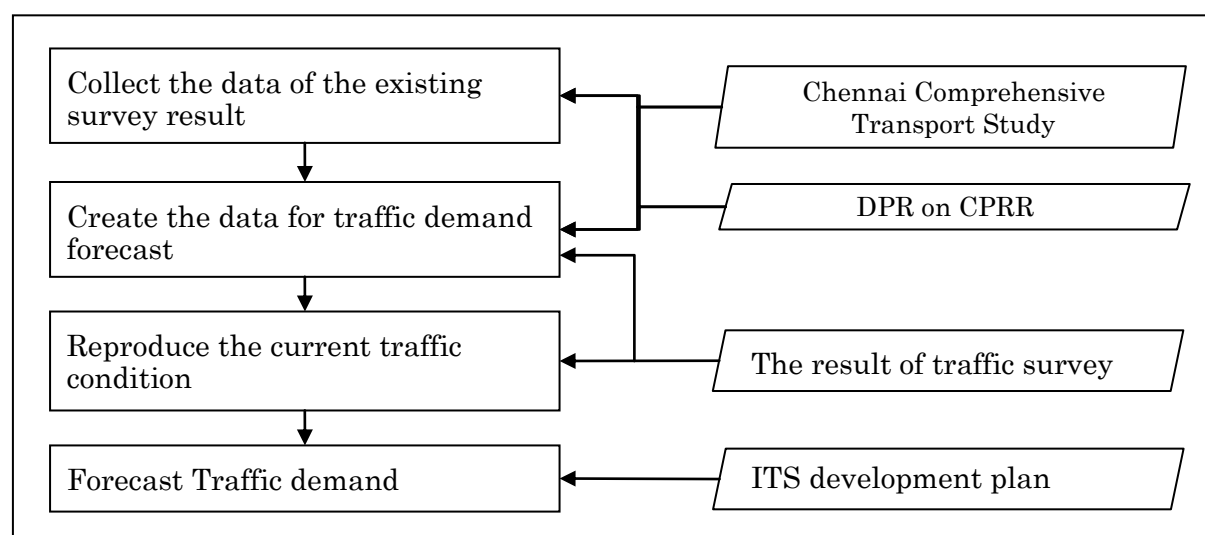 Collect the data of the existing
survey result
Chennai Comprehensive
Transport Study
Create the data for traffic demand
forecast
DPR on CPRR
Reproduce the current traffic
condition
The result of traffic survey
Forecast Traffic demand
ITS development plan